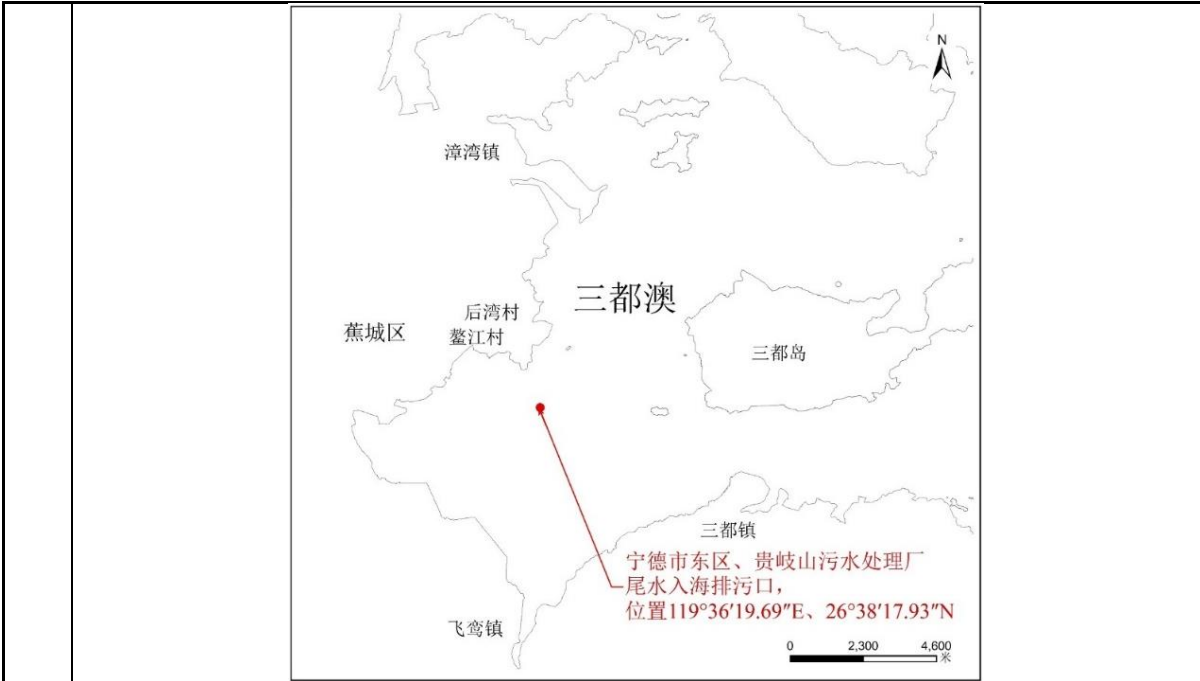 N
漳湾镇
三都澳
后湾村
蕉城区
鳌江村
三都岛
三都镇
宁德市东区、贵岐山污水处理厂
尾水入海排污口，
位置119°36′19.69″E、26°38′17.93″N
飞鸾镇
0 2,300 4,600
米